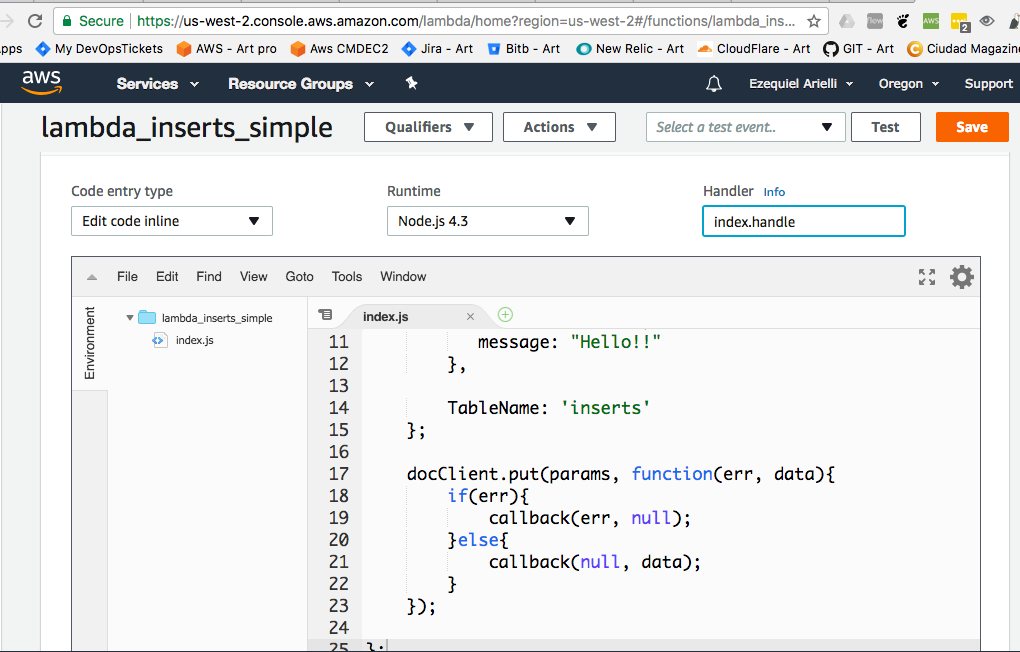 Secure https://us-west-2.console.aws.amazon.com/lambda/home?region=us-west-2#/functions/lambda_ins...
new AWS 2
pps My DevOpsTickets AWS - Art pro Aws CMDEC2 Jira - Art Bitb - Art New Relic - Art CloudFlare - Art GIT - Art Ciudad Magazin
aws Services Resource Groups Ezequiel Arielli Oregon Support
lambda_inserts_simple Qualifiers Actions Select a test event.. Test Save
Code entry type Runtime Handler Info
Edit code inline Node.js 4.3 index.handle
File Edit Find View Goto Tools Window
Environment
lambda_inserts_simple
index.js
index.js
11 message: "Hello!!"
12 },
13
14 TableName: 'inserts'
15 };
16
17 docClient.put(params, function(err, data){
18 if(err){
19 callback(err, null);
20 }else{
21 callback(null, data);
22 }
23 });
24
25 };